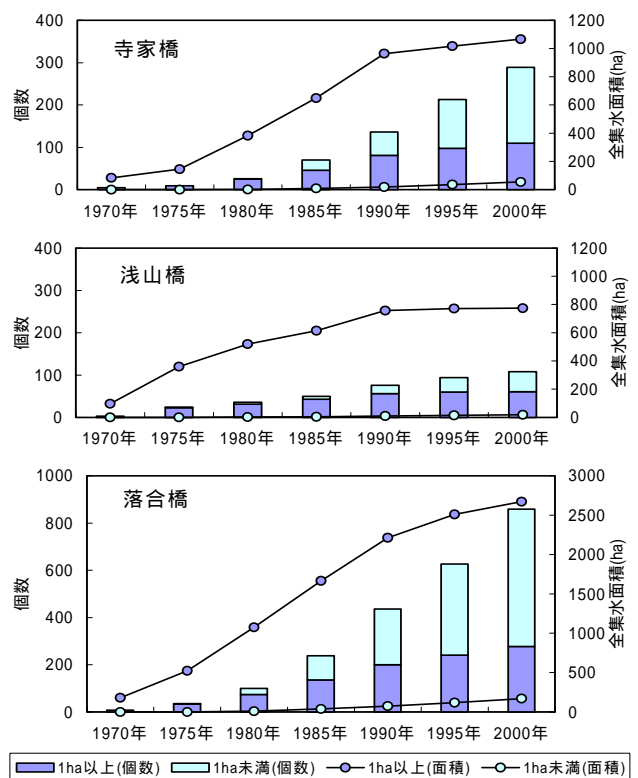 寺家橋
個数
全集水面積(ha)
400 300 200 100 0
1200 1000 800 600 400 200 0
1970年 1975年 1980年 1985年 1990年 1995年 2000年
浅山橋
個数
全集水面積(ha)
400 300 200 100 0
1200 1000 800 600 400 200 0
1970年 1975年 1980年 1985年 1990年 1995年 2000年
落合橋
個数
全集水面積(ha)
1000 800 600 400 200 0
3000 2500 2000 1500 1000 500 0
1970年 1975年 1980年 1985年 1990年 1995年 2000年
1ha以上(個数) 1ha未満(個数) 1ha以上(面積) 1ha未満(面積)